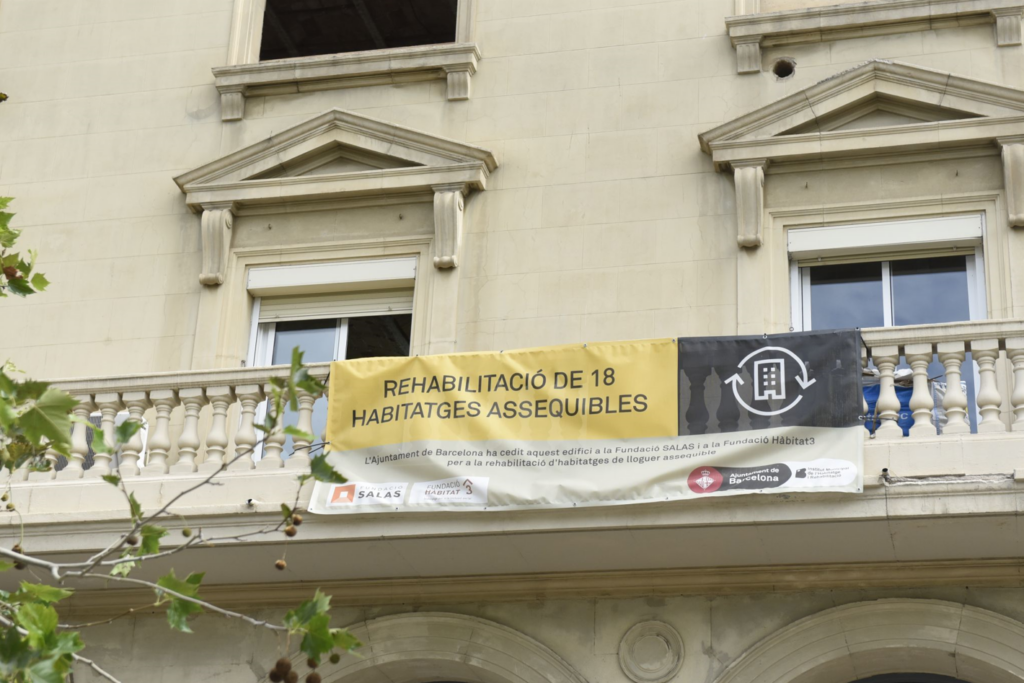 REHABILITACIÓ DE 18
HABITATGES ASSEQUIBLES
L'Ajuntament de Barcelona ha cedit aquest edifici a la Fundació SALAS i a la Fundació Hàbitat3
per a la rehabilitació d'habitatges de lloguer assequible
SALAS
FUNDACIÓ
HÀBITAT 3
Ajuntament de
Barcelona